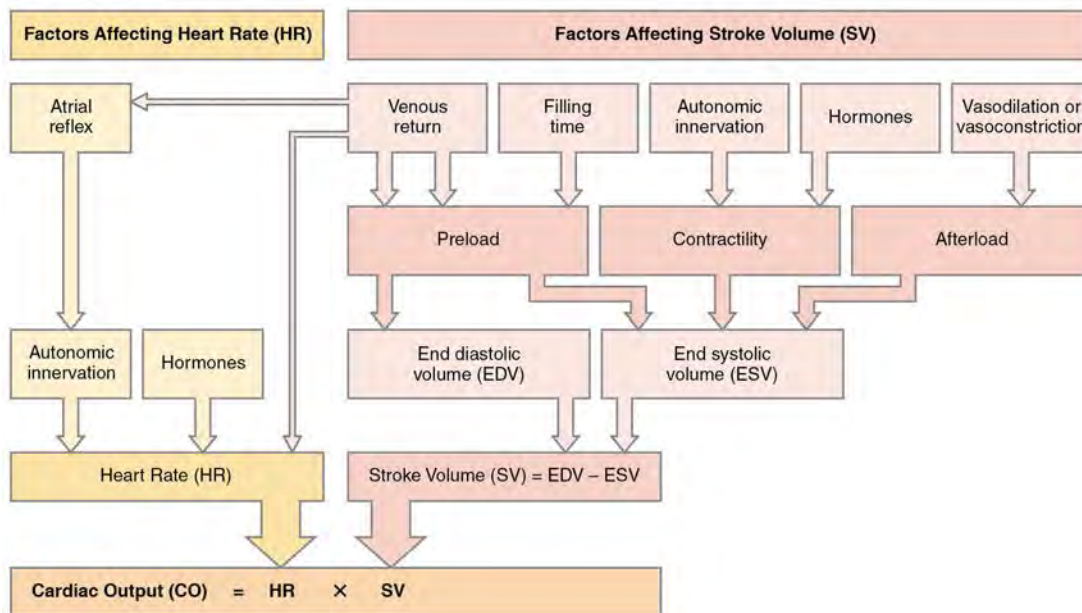 Factors Affecting Heart Rate (HR)
Factors Affecting Stroke Volume (SV)
Atrial
reflex
Venous
return
Filling
time
Autonomic
innervation
Hormones
Vasodilation or
vasoconstriction
Preload
Contractility
Afterload
Autonomic
innervation
Hormones
End diastolic
volume (EDV)
End systolic
volume (ESV)
Heart Rate (HR)
Stroke Volume (SV) = EDV – ESV
Cardiac Output (CO) = HR × SV